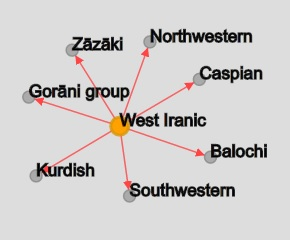 Northwestern
Zāzāki
Caspian
Gorāni group
West Iranic
Balochi
Kurdish
Southwestern